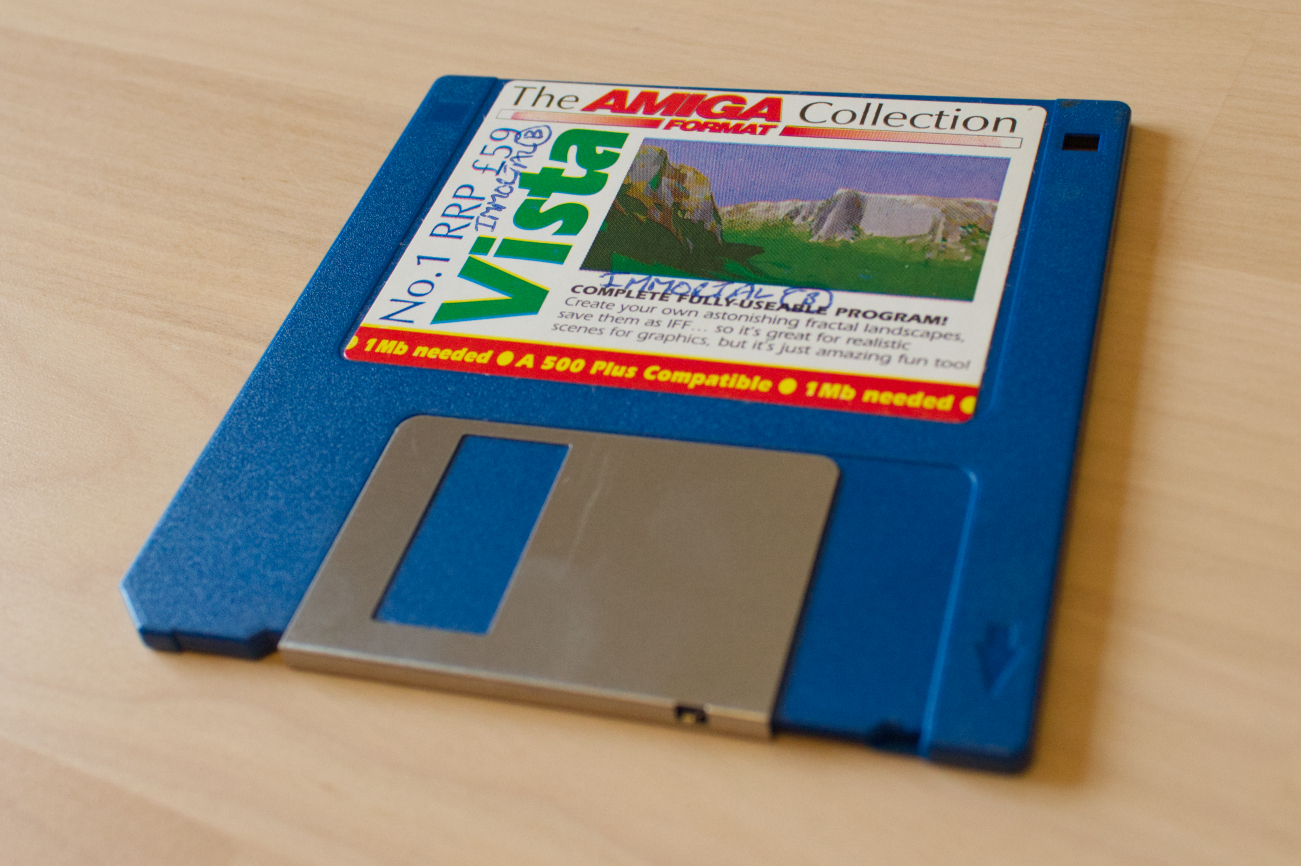 The AMIGA FORMAT Collection
No.1 RRP £59
IMMORTAL (B)
Vista
IMMORTAL (B)
COMPLETE FULLY-USEABLE PROGRAM!
Create your own astonishing fractal landscapes,
save them as IFF... so it's great for realistic
scenes for graphics, but it's just amazing fun too!
1Mb needed ● A 500 Plus Compatible ● 1Mb needed